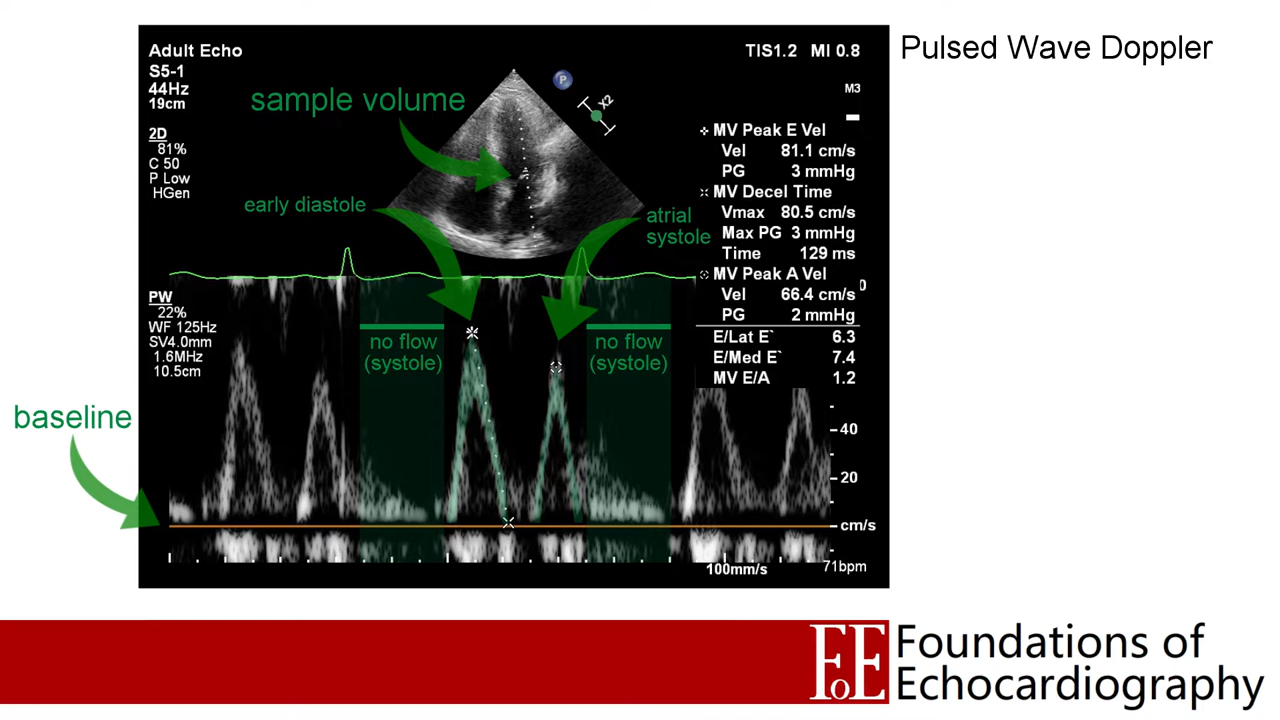 Pulsed Wave Doppler
Adult Echo
TIS1.2 MI 0.8
S5-1
44Hz
19cm
2D
81%
C 50
P Low
HGen
sample volume
P
X2
M3
early diastole
atrial
systole
MV Peak E Vel
Vel 81.1 cm/s
PG 3 mmHg
MV Decel Time
Vmax 80.5 cm/s
Max PG 3 mmHg
Time 129 ms
MV Peak A Vel
Vel 66.4 cm/s
PG 2 mmHg
E/Lat E` 6.3
E/Med E` 7.4
MV E/A 1.2
PW
22%
WF 125Hz
SV4.0mm
1.6MHz
10.5cm
no flow
(systole)
no flow
(systole)
baseline
40
20
cm/s
100mm/s
71bpm
FoE
Foundations of
Echocardiography